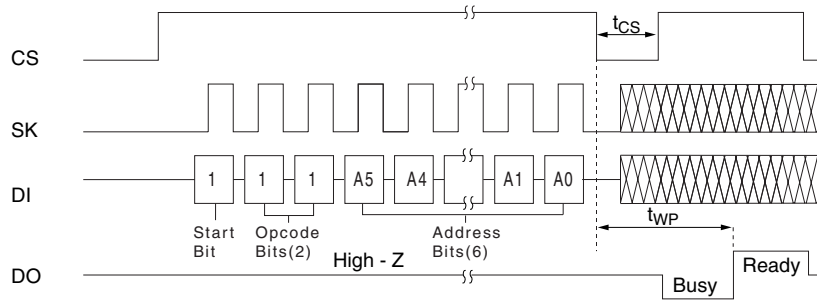 CS
tCS
SK
DI
1 1 1 A5 A4 A1 A0
Start
Bit
Opcode
Bits(2)
Address
Bits(6)
tWP
High - Z
DO
Busy
Ready